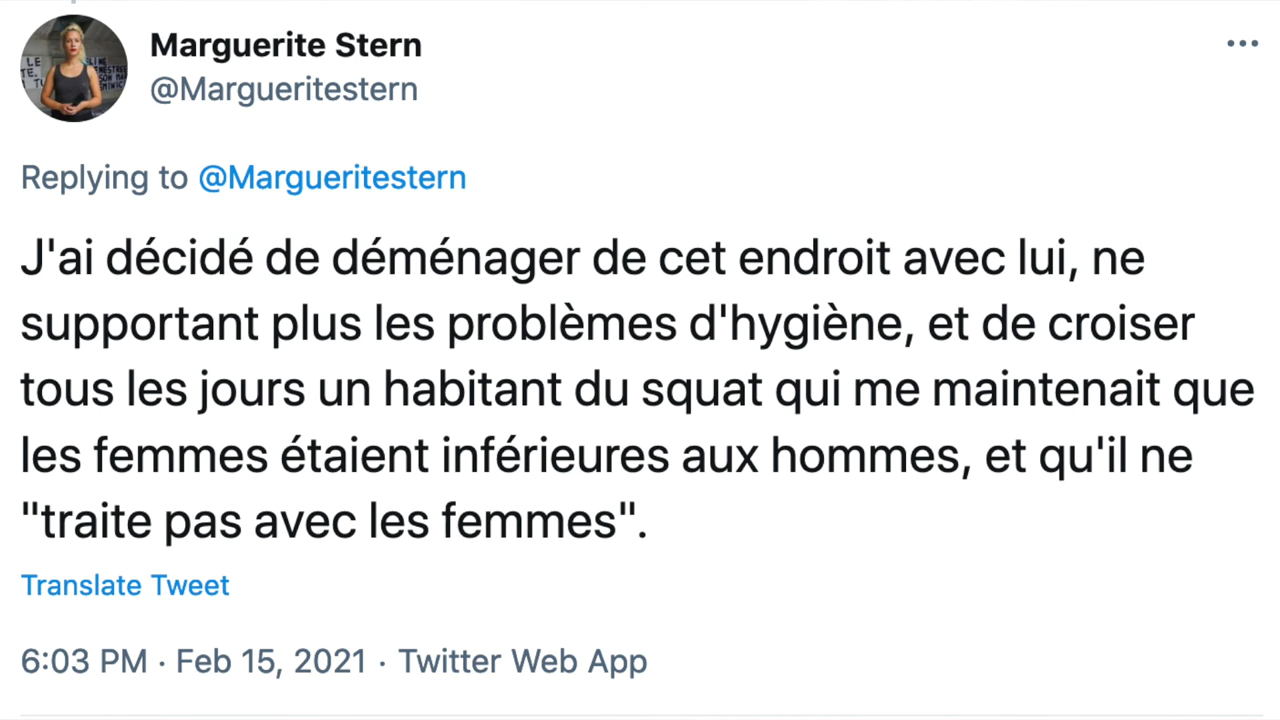 Marguerite Stern
@Margueritestern
Replying to @Margueritestern
J'ai décidé de déménager de cet endroit avec lui, ne
supportant plus les problèmes d'hygiène, et de croiser
tous les jours un habitant du squat qui me maintenait que
les femmes étaient inférieures aux hommes, et qu'il ne
"traite pas avec les femmes".
Translate Tweet
6:03 PM · Feb 15, 2021 · Twitter Web App